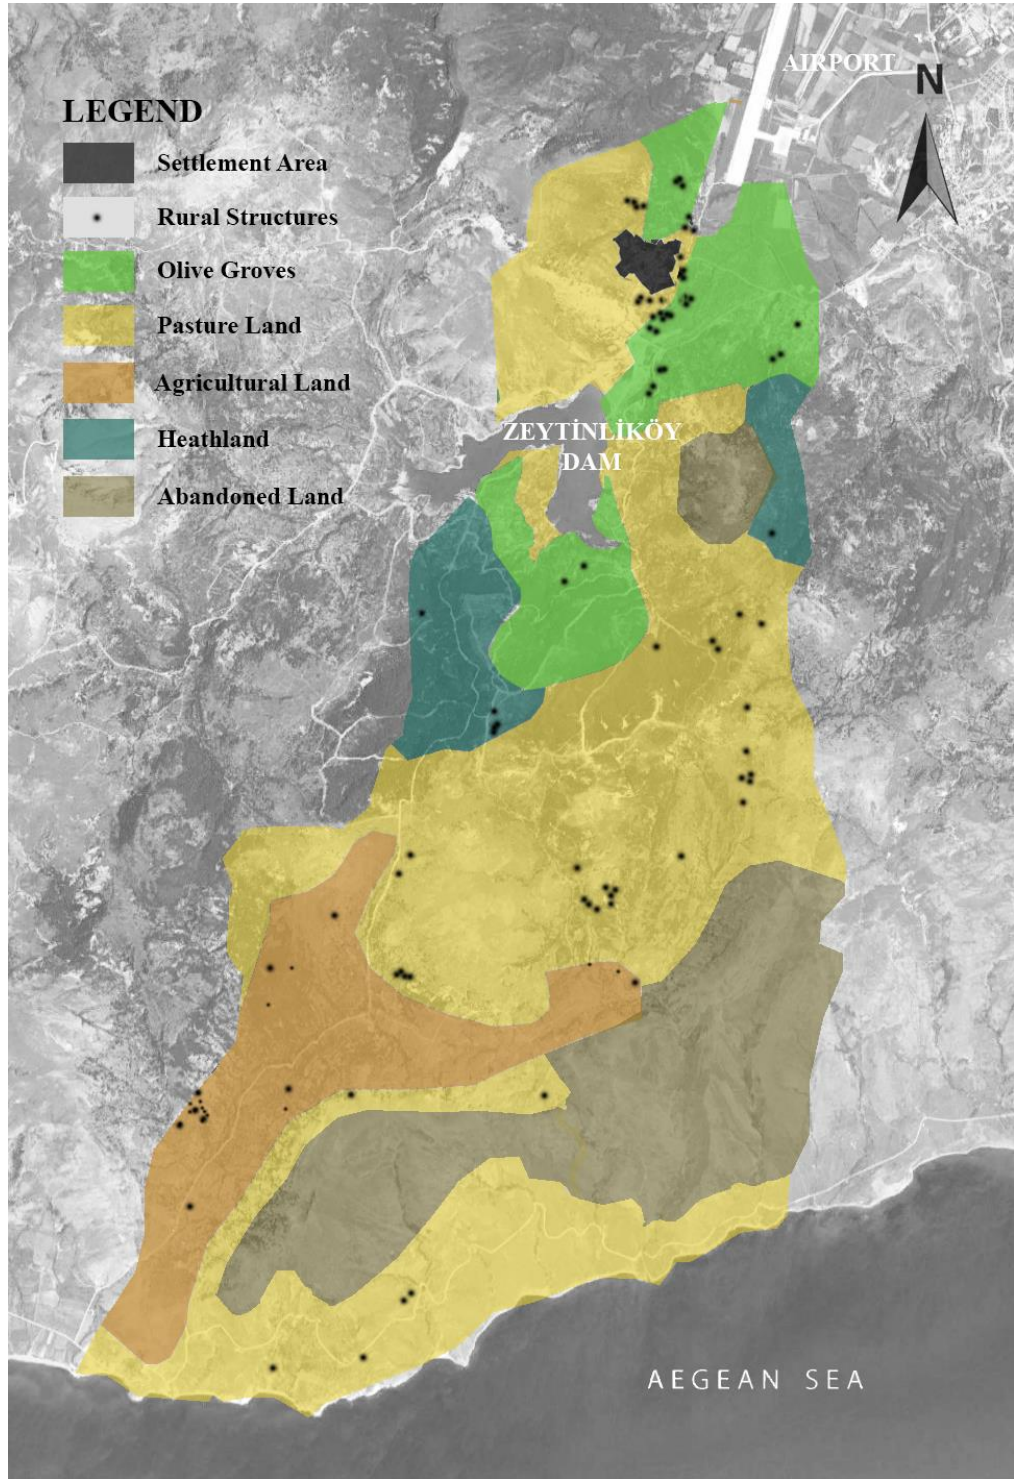 AIRPORT
N
LEGEND
Settlement Area
Rural Structures
Olive Groves
Pasture Land
Agricultural Land
Heathland
Abandoned Land
ZEYTİNLİKÖY
DAM
AEGEAN SEA